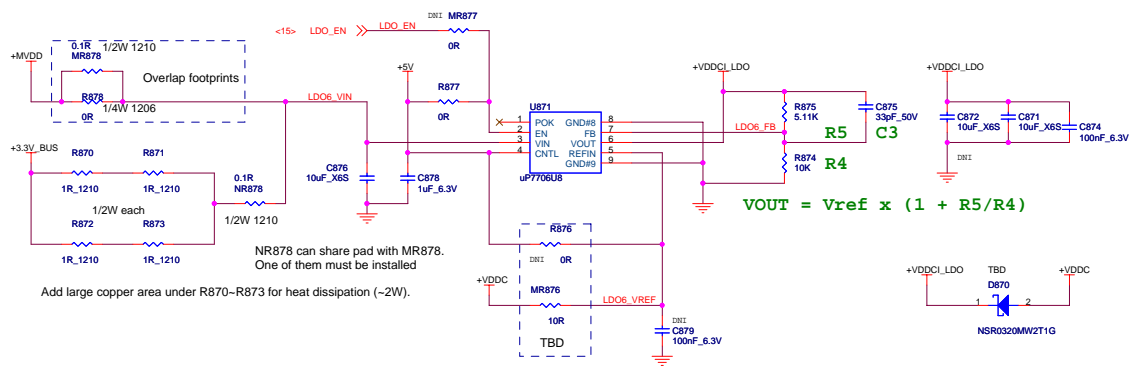 DNI MR877
<15> LDO_EN LDO_EN
0R
+MVDD
0.1R 1/2W 1210
MR878
Overlap footprints
R878 1/4W 1206
0R
+5V
R877
0R
LDO6_VIN
U871
1 POK GND#8 8
2 EN FB 7
3 VIN VOUT 6
4 CNTL REFIN 5
GND#9 9
uP7706U8
+VDDCI_LDO
R875
5.11K
C875
33pF_50V
LDO6_FB
R5 C3
R874
10K
R4
+VDDCI_LDO
C872
10uF_X6S
C871
10uF_X6S
C874
100nF_6.3V
DNI
+3.3V_BUS
R870 R871
1R_1210 1R_1210
0.1R
NR878
1/2W each
1/2W 1210
R872 R873
1R_1210 1R_1210
C876
10uF_X6S
C878
1uF_6.3V
VOUT = Vref x (1 + R5/R4)
NR878 can share pad with MR878.
One of them must be installed
Add large copper area under R870~R873 for heat dissipation (~2W).
R876
DNI 0R
+VDDC
MR876
LDO6_VREF
10R
TBD
DNI
C879
100nF_6.3V
+VDDCI_LDO TBD +VDDC
D870
1 2
NSR0320MW2T1G